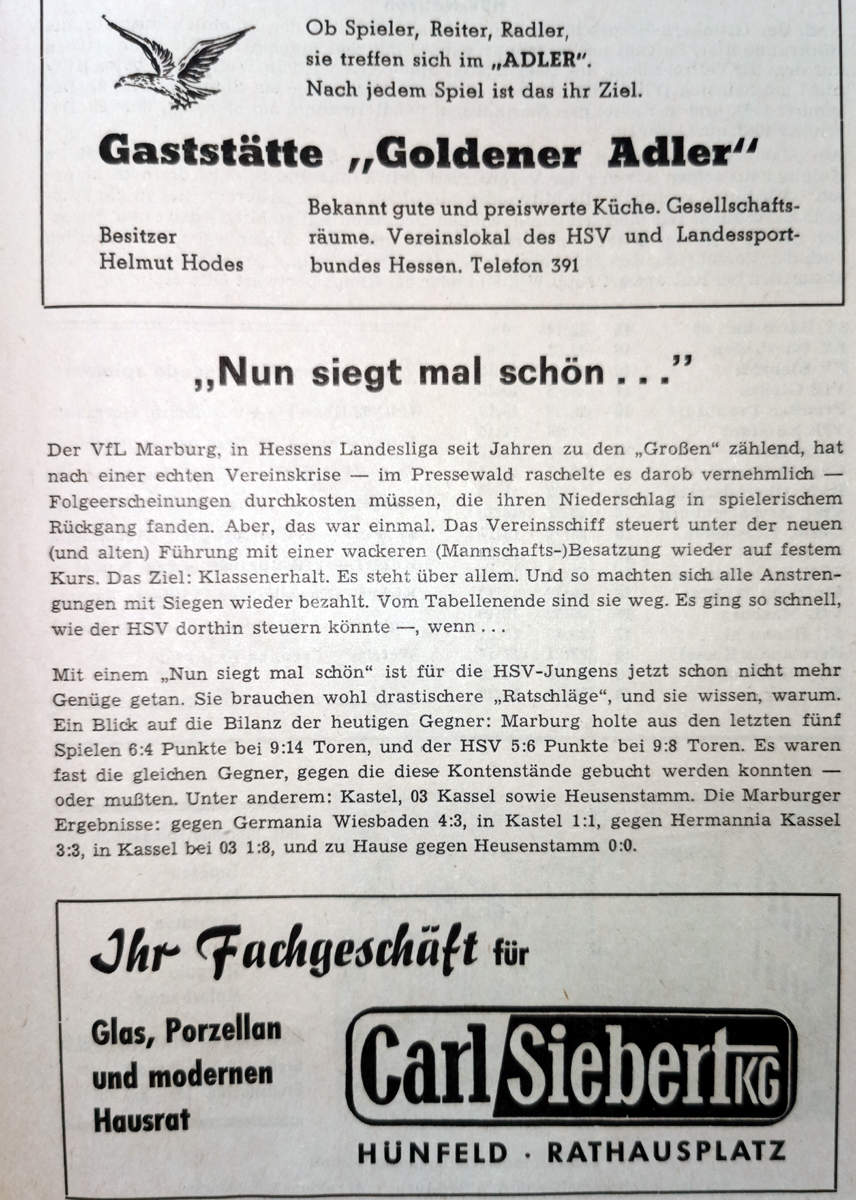 Ob Spieler, Reiter, Radler,
sie treffen sich im „ADLER“.
Nach jedem Spiel ist das ihr Ziel.
Gaststätte „Goldener Adler“
Besitzer
Helmut Hodes
Bekannt gute und preiswerte Küche. Gesellschafts-
räume. Vereinslokal des HSV und Landessport-
bundes Hessen. Telefon 391
„Nun siegt mal schön . . .”
Der VfL Marburg, in Hessens Landesliga seit Jahren zu den „Großen“ zählend, hat
nach einer echten Vereinskrise — im Pressewald raschelte es darob vernehmlich —
Folgeerscheinungen durchkosten müssen, die ihren Niederschlag in spielerischem
Rückgang fanden. Aber, das war einmal. Das Vereinsschiff steuert unter der neuen
(und alten) Führung mit einer wackeren (Mannschafts-)Besatzung wieder auf festem
Kurs. Das Ziel: Klassenerhalt. Es steht über allem. Und so machten sich alle Anstren-
gungen mit Siegen wieder bezahlt. Vom Tabellenende sind sie weg. Es ging so schnell,
wie der HSV dorthin steuern könnte —, wenn . . .
Mit einem „Nun siegt mal schön“ ist für die HSV-Jungens jetzt schon nicht mehr
Genüge getan. Sie brauchen wohl drastischere „Ratschläge“, und sie wissen, warum.
Ein Blick auf die Bilanz der heutigen Gegner: Marburg holte aus den letzten fünf
Spielen 6:4 Punkte bei 9:14 Toren, und der HSV 5:6 Punkte bei 9:8 Toren. Es waren
fast die gleichen Gegner, gegen die diese Kontenstände gebucht werden konnten —
oder mußten. Unter anderem: Kastel, 03 Kassel sowie Heusenstamm. Die Marburger
Ergebnisse: gegen Germania Wiesbaden 4:3, in Kastel 1:1, gegen Hermannia Kassel
3:3, in Kassel bei 03 1:8, und zu Hause gegen Heusenstamm 0:0.
Ihr Fachgeschäft für
Glas, Porzellan
und modernen
Hausrat
Carl Siebert KG
HÜNFELD · RATHAUSPLATZ